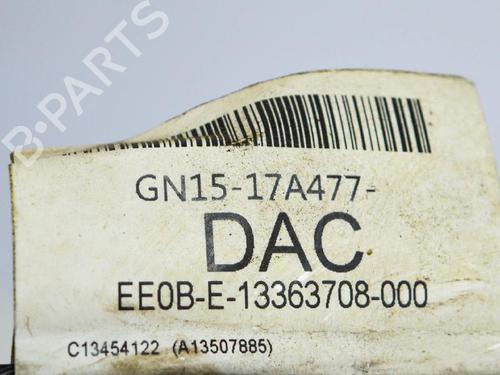 B-PARTS
GN15-17A477-
DAC
EE0B-E-13363708-000
C13454122 (A13507885)